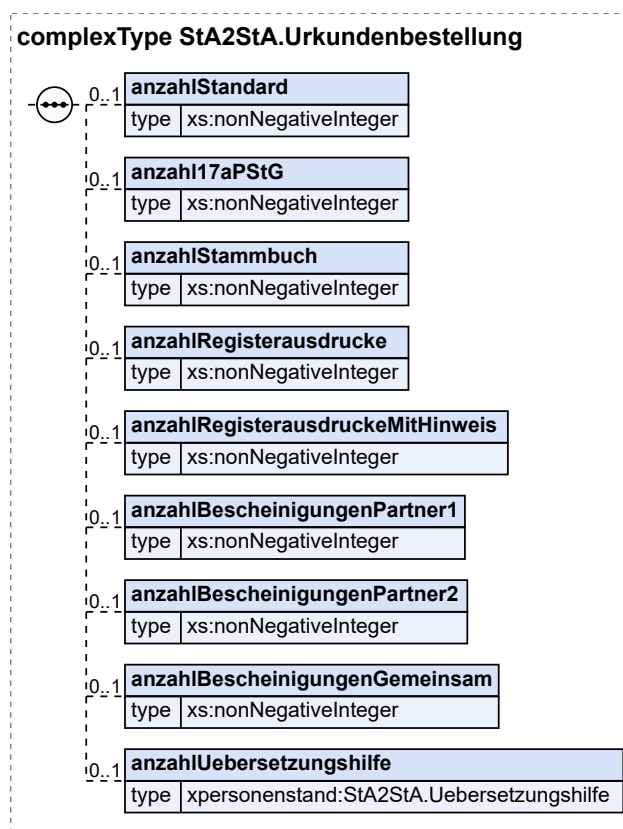 complexType StA2StA.Urkundenbestellung
0..1 anzahlStandard
type xs:nonNegativeInteger
0..1 anzahl17aPStG
type xs:nonNegativeInteger
0..1 anzahlStammbuch
type xs:nonNegativeInteger
0..1 anzahlRegisterausdrucke
type xs:nonNegativeInteger
0..1 anzahlRegisterausdruckeMitHinweis
type xs:nonNegativeInteger
0..1 anzahlBescheinigungenPartner1
type xs:nonNegativeInteger
0..1 anzahlBescheinigungenPartner2
type xs:nonNegativeInteger
0..1 anzahlBescheinigungenGemeinsam
type xs:nonNegativeInteger
0..1 anzahlUebersetzungshilfe
type xpersonenstand:StA2StA.Uebersetzungshilfe